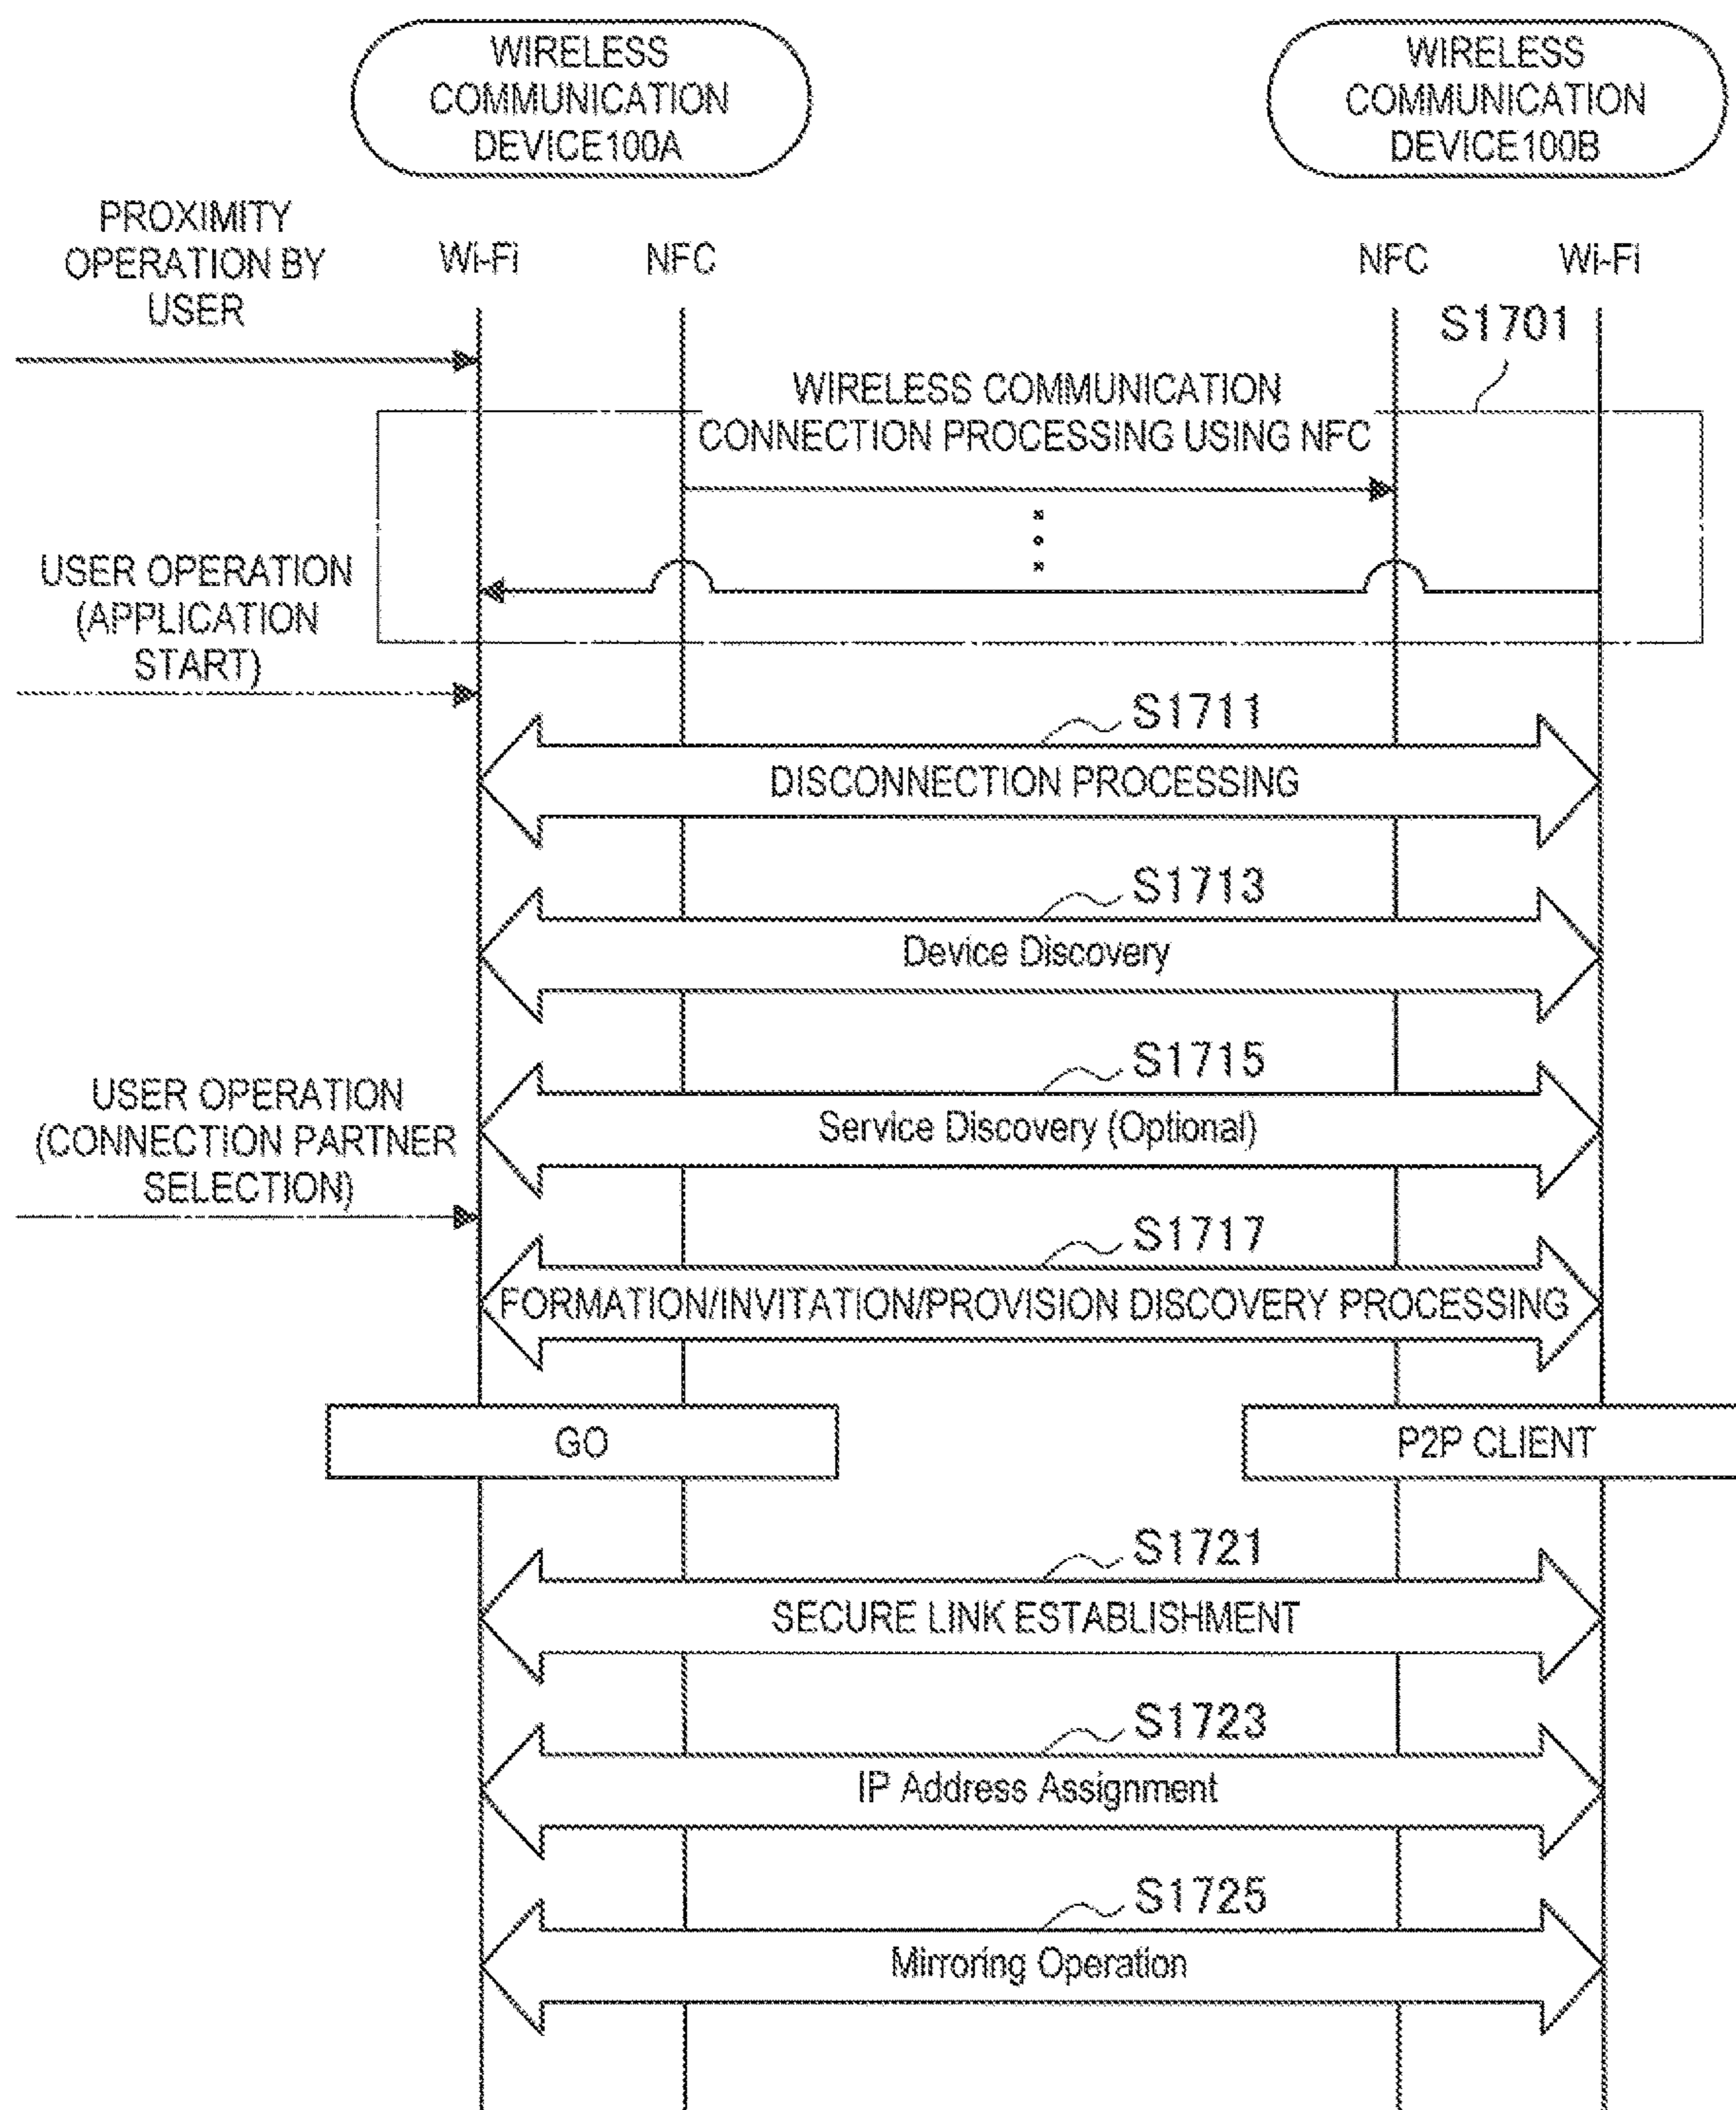 WIRELESS
COMMUNICATION
DEVICE100A
WIRELESS
COMMUNICATION
DEVICE100B
PROXIMITY
OPERATION BY
USER
Wi-Fi
NFC
NFC
Wi-Fi
S1701
WIRELESS COMMUNICATION
CONNECTION PROCESSING USING NFC
USER OPERATION
(APPLICATION
START)
S1711
DISCONNECTION PROCESSING
S1713
Device Discovery
S1715
Service Discovery (Optional)
USER OPERATION
(CONNECTION PARTNER
SELECTION)
S1717
FORMATION/INVITATION/PROVISION DISCOVERY PROCESSING
GO
P2P CLIENT
S1721
SECURE LINK ESTABLISHMENT
S1723
IP Address Assignment
S1725
Mirroring Operation